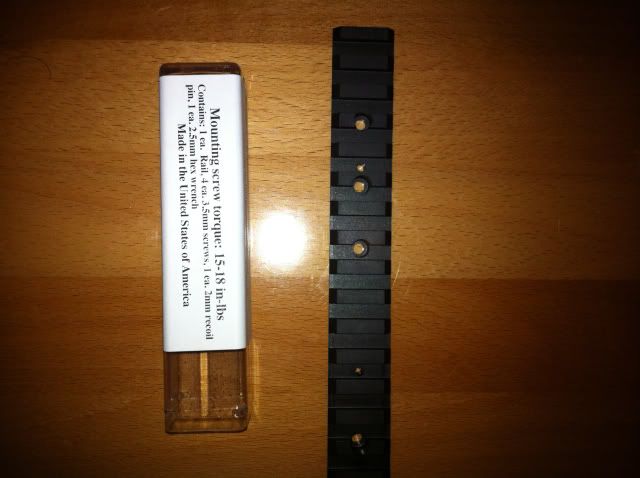 Mounting screw torque: 15-18 in-lbs
Contains: 1 ea. Rail, 4 ea. 3.5mm screws, 1 ea. 2mm recoil
pin, 1 ea. 2.5mm hex wrench
Made in the United States of America